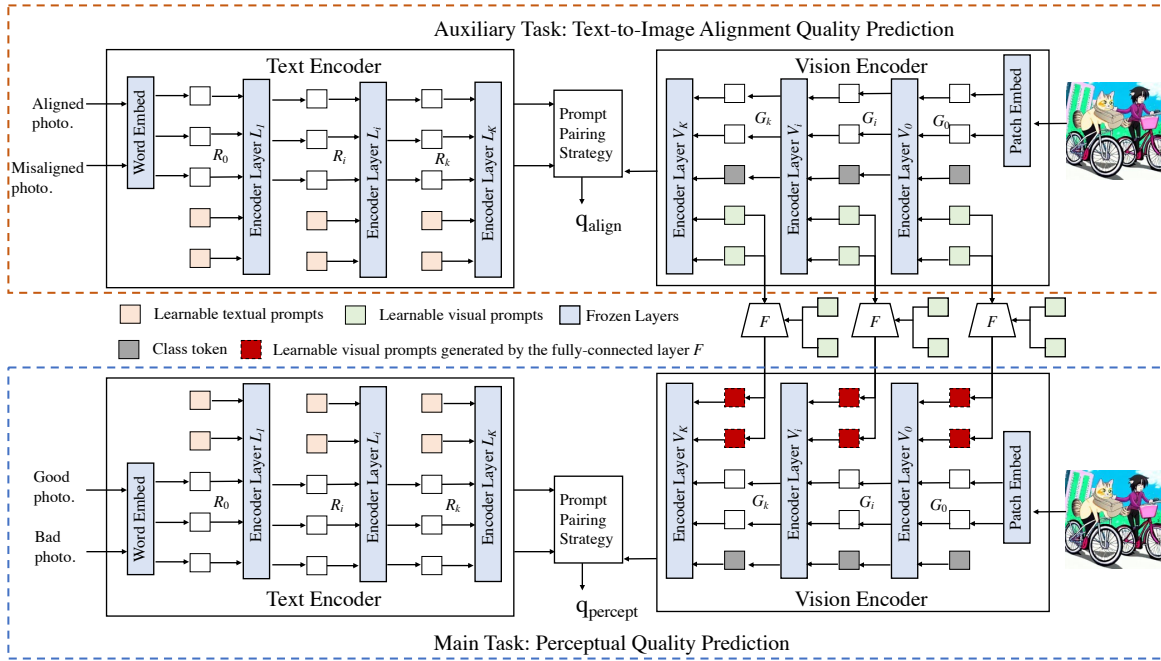 Auxiliary Task: Text-to-Image Alignment Quality Prediction
Text Encoder
Vision Encoder
Aligned
photo.
Misaligned
photo.
Word Embed
R0
Encoder Layer L1
Ri
Encoder Layer Li
Rk
Encoder Layer LK
Prompt
Pairing
Strategy
qalign
Encoder Layer VK
Gk
Encoder Layer Vi
Gi
Encoder Layer V0
G0
Patch Embed
Learnable textual prompts
Learnable visual prompts
Frozen Layers
Class token
Learnable visual prompts generated by the fully-connected layer F
F
F
F
Good
photo.
Bad
photo.
Word Embed
R0
Encoder Layer L1
Ri
Encoder Layer Li
Rk
Encoder Layer LK
Prompt
Pairing
Strategy
qpercept
Encoder Layer VK
Gk
Encoder Layer Vi
Gi
Encoder Layer V0
G0
Patch Embed
Text Encoder
Vision Encoder
Main Task: Perceptual Quality Prediction